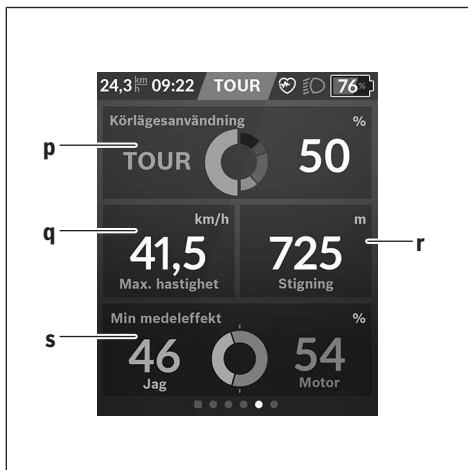 24,3 km/h 09:22 TOUR 76%
Körlägesanvändning %
p TOUR 50
q km/h m
41,5 725 r
Max. hastighet Stigning
Min medeleffekt %
s 46 54
Jag Motor